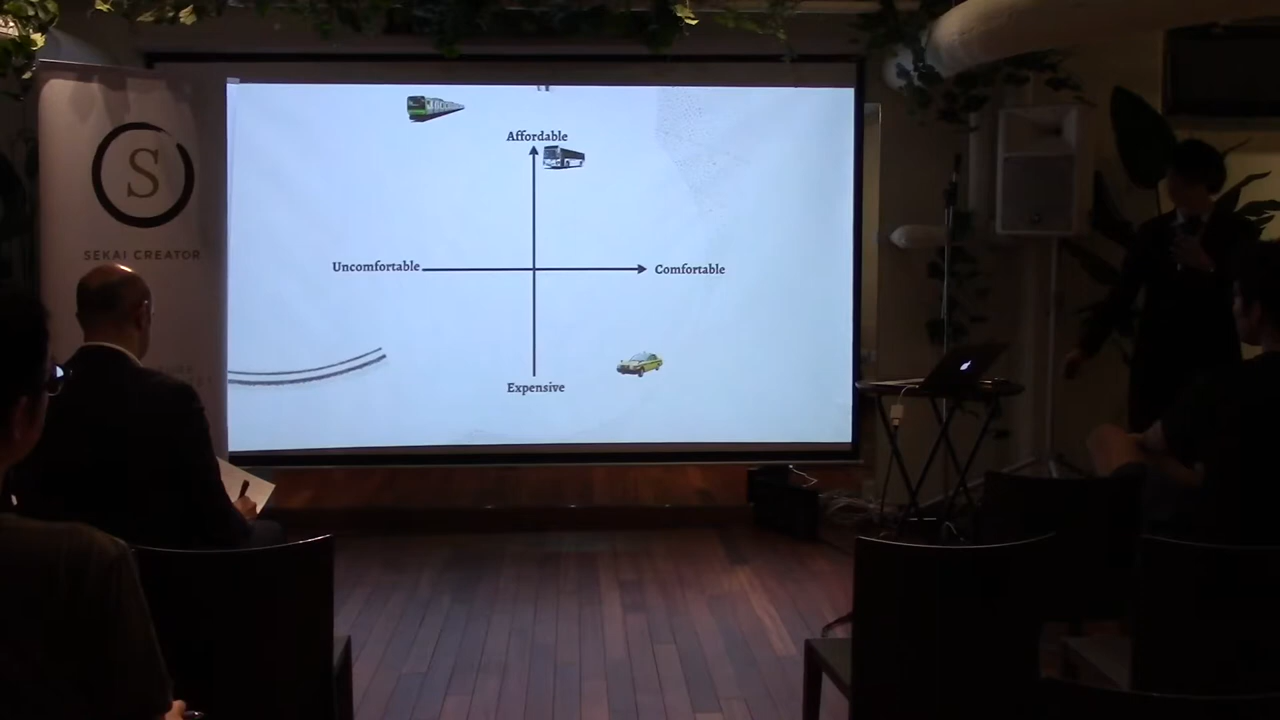 Affordable
S
SEKAI CREATOR
Uncomfortable
Comfortable
Expensive